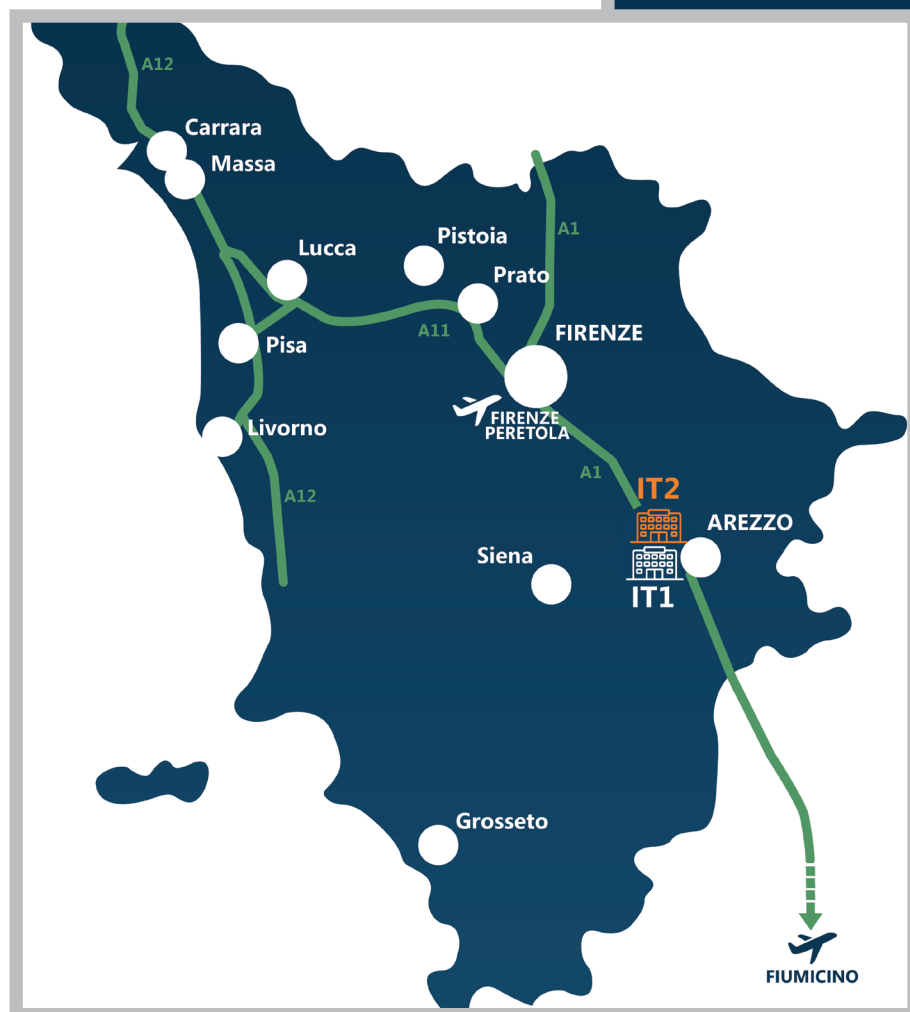 A12
Carrara
Massa
A1
Pistoia
Lucca
Prato
A11
FIRENZE
Pisa
FIRENZE
PERETOLA
Livorno
A1
IT2
A12
AREZZO
Siena
IT1
Grosseto
FIUMICINO